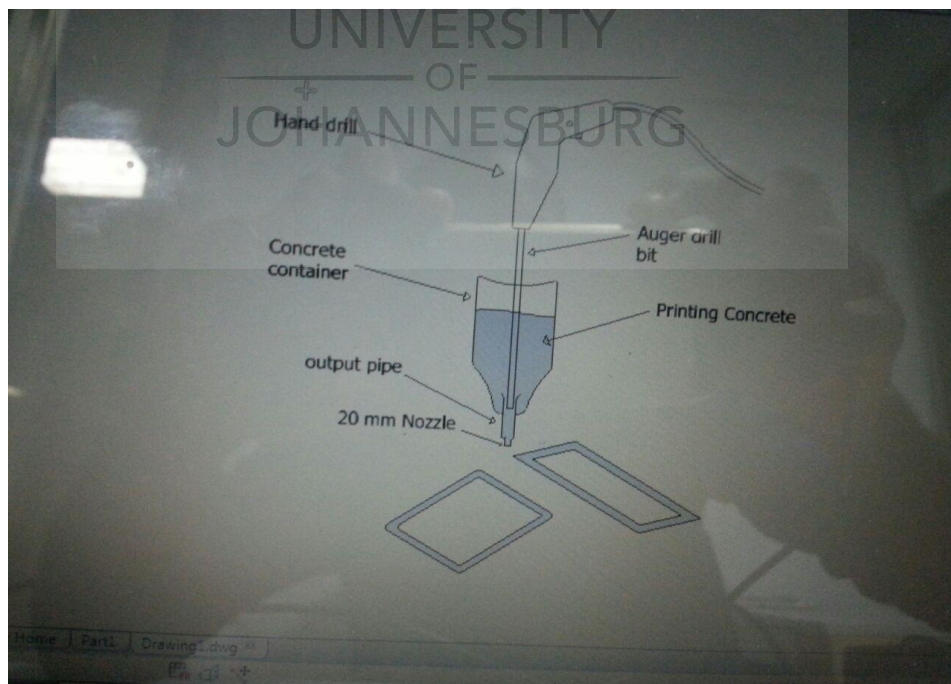 UNIVERSITY
OF
JOHANNESBURG
Hand drill
Auger drill
bit
Concrete
container
Printing Concrete
output pipe
20 mm Nozzle
Home
Part1
Drawing1.dwg